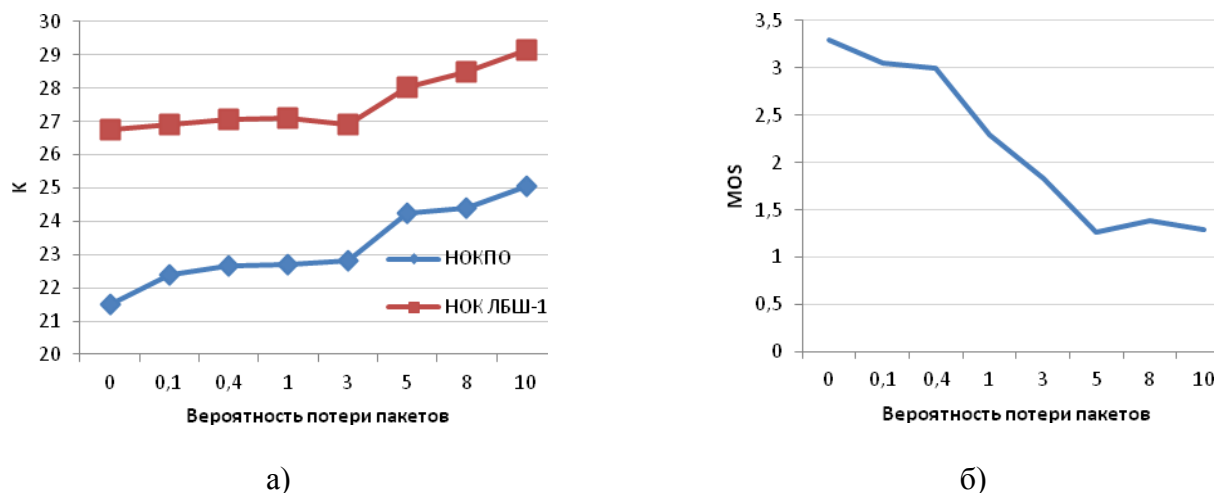 30
29
28
27
26
25
24
23
22
21
20
К
НОКПО
НОК ЛБШ-1
0 0,1 0,4 1 3 5 8 10
Вероятность потери пакетов
а)
3,5
3
2,5
2
1,5
1
0,5
0
MOS
0 0,1 0,4 1 3 5 8 10
Вероятность потери пакетов
б)